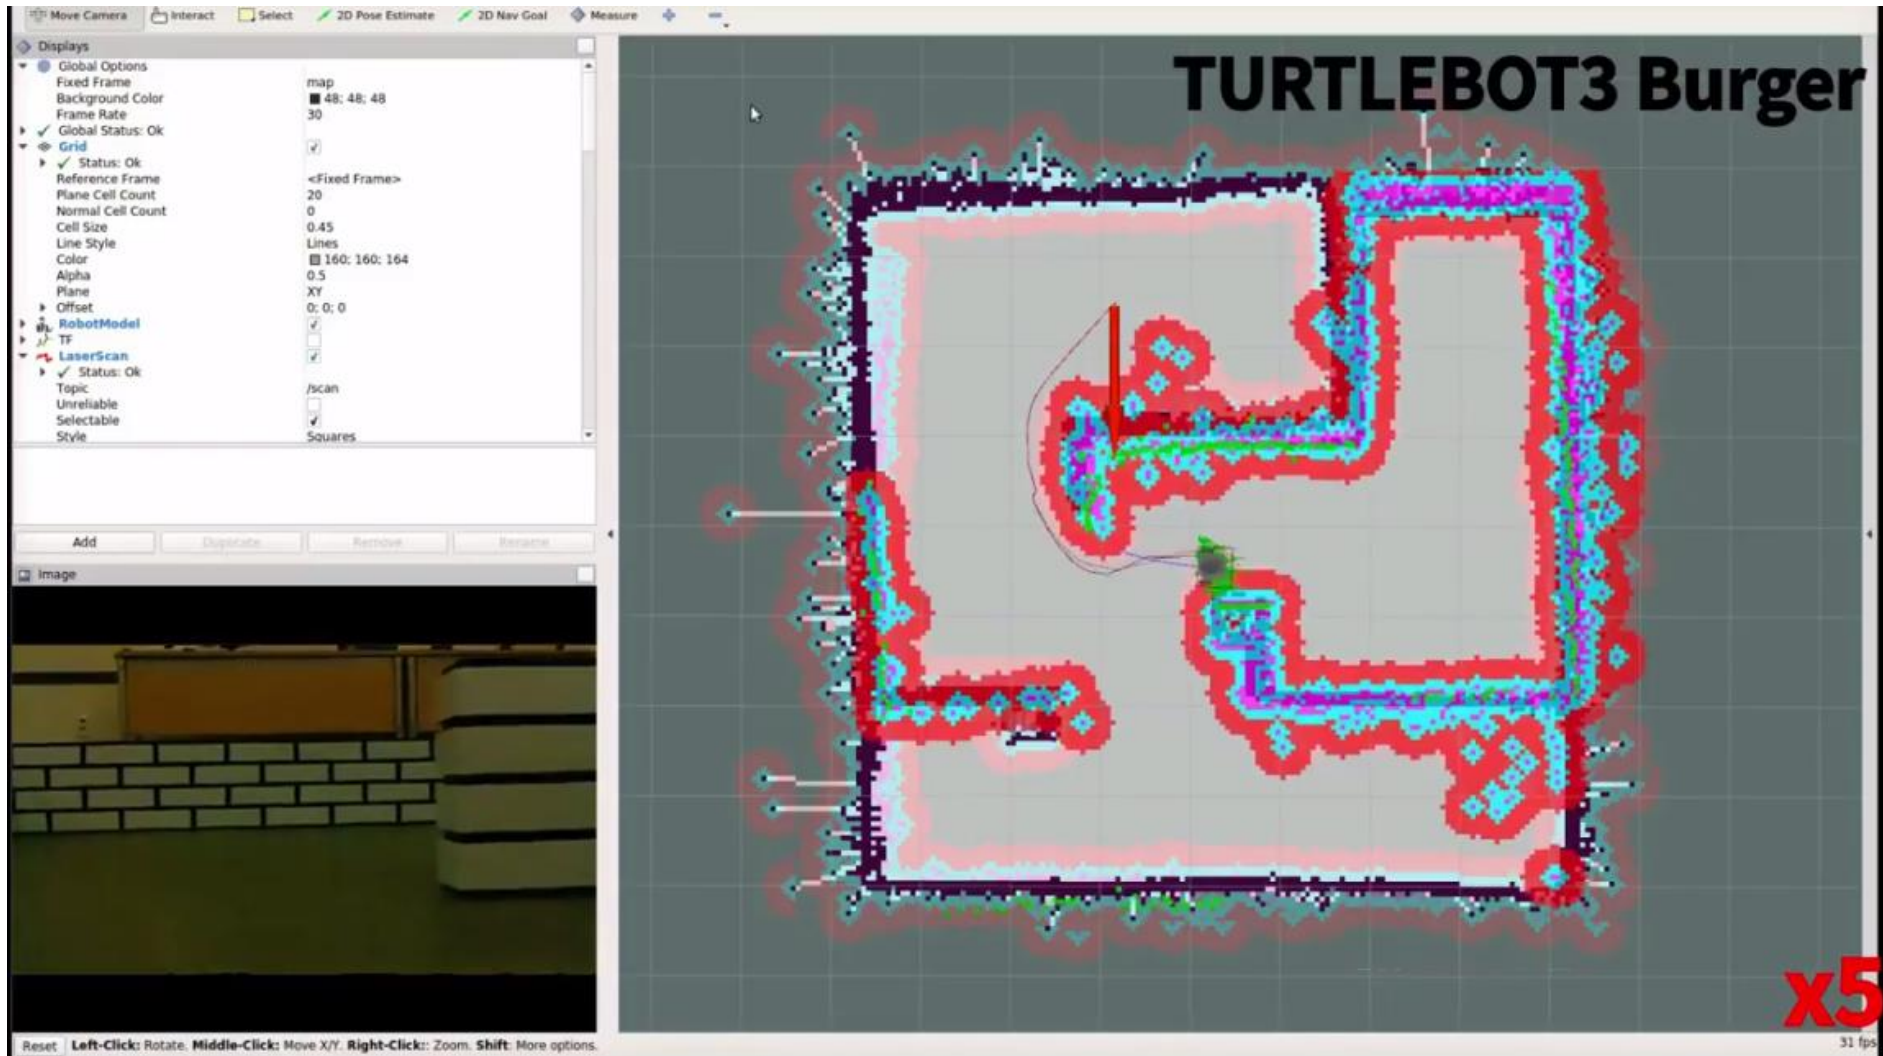 Move Camera Interact Select 2D Pose Estimate 2D Nav Goal Measure
Displays
Global Options
Fixed Frame map
Background Color 48; 48; 48
Frame Rate 30
Global Status: Ok
Grid
Status: Ok
Reference Frame <Fixed Frame>
Plane Cell Count 20
Normal Cell Count 0
Cell Size 0.45
Line Style Lines
Color 160; 160; 164
Alpha 0.5
Plane XY
Offset 0; 0; 0
RobotModel
TF
LaserScan
Status: Ok
Topic /scan
Unreliable
Selectable
Style Squares
Add Duplicate Remove Rename
Image
TURTLEBOT3 Burger
x5
Reset Left-Click: Rotate. Middle-Click: Move X/Y. Right-Click:: Zoom. Shift: More options.
31 fps